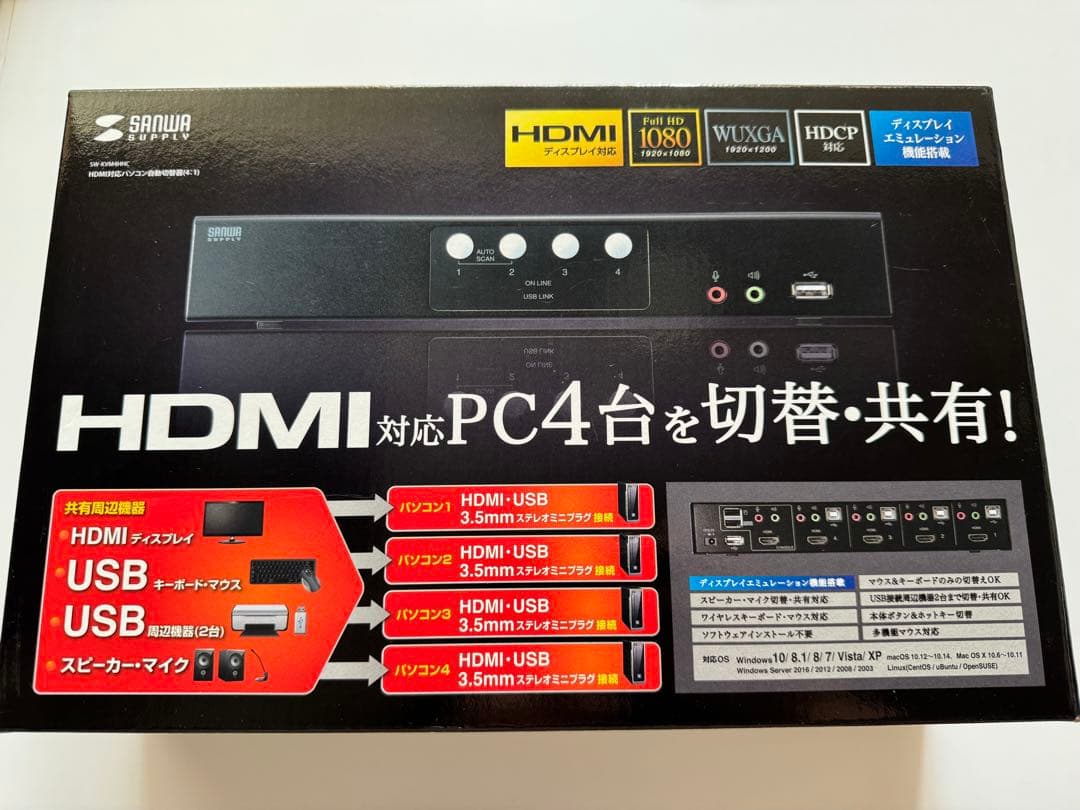 SANWA
SUPPLY
SW-KVM4HHC
HDMI対応パソコン自動切替器(4:1)
HDMI
ディスプレイ対応
Full HD
1080
1920×1080
WUXGA
1920×1200
HDCP
対応
ディスプレイ
エミュレーション
機能搭載
SANWA
SUPPLY
AUTO
SCAN
1 2 3 4
ON LINE
USB LINK
HDMI対応PC4台を切替・共有!
共有周辺機器
・HDMI ディスプレイ
・USB キーボード・マウス
・USB 周辺機器(2台)
・スピーカー・マイク
パソコン1 HDMI・USB
3.5mmステレオミニプラグ接続
パソコン2 HDMI・USB
3.5mmステレオミニプラグ接続
パソコン3 HDMI・USB
3.5mmステレオミニプラグ接続
パソコン4 HDMI・USB
3.5mmステレオミニプラグ接続
ディスプレイエミュレーション機能搭載
マウス&キーボードのみの切替えOK
スピーカー・マイク切替・共有対応
USB接続周辺機器2台まで切替・共有OK
ワイヤレスキーボード・マウス対応
本体ボタン&ホットキー切替
ソフトウェアインストール不要
多機能マウス対応
対応OS Windows10/ 8.1/ 8/ 7/ Vista/ XP macOS 10.12〜10.14、Mac OS X 10.6〜10.11
Windows Server 2016 / 2012 / 2008 / 2003 Linux(CentOS / uBuntu / OpenSUSE)